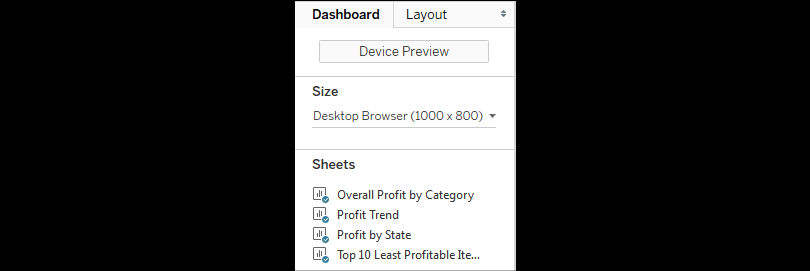 Dashboard Layout
Device Preview
Size
Desktop Browser (1000 x 800)
Sheets
Overall Profit by Category
Profit Trend
Profit by State
Top 10 Least Profitable Ite...